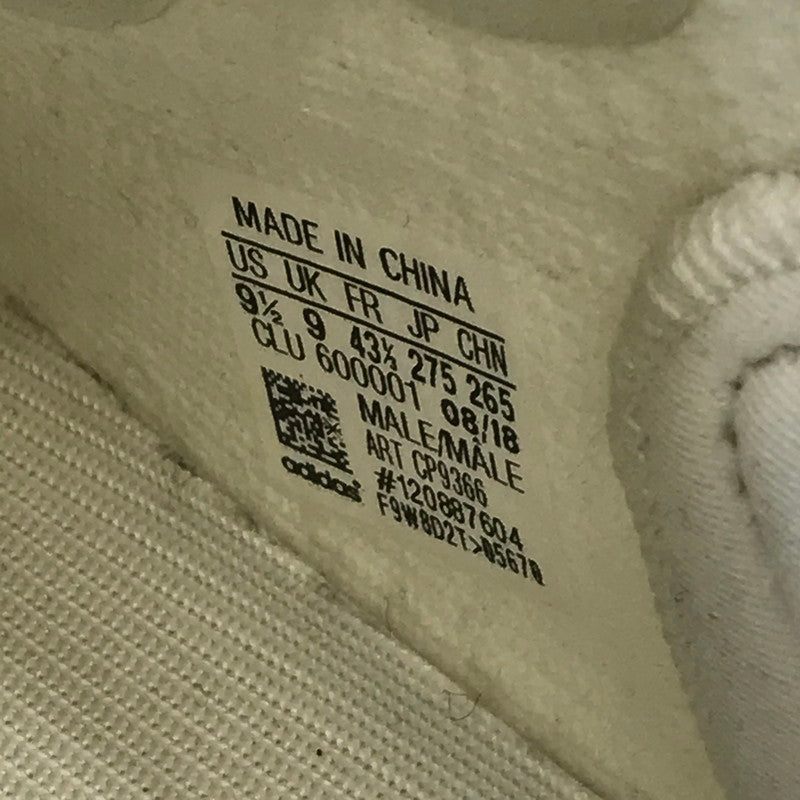 MADE IN CHINA
US UK FR JP CHN
9½ 9 43⅓ 275 265
CLU 600001 08/18
MALE/MÂLE
ART CP9366
#120887604
F9W8D2T>05670
adidas